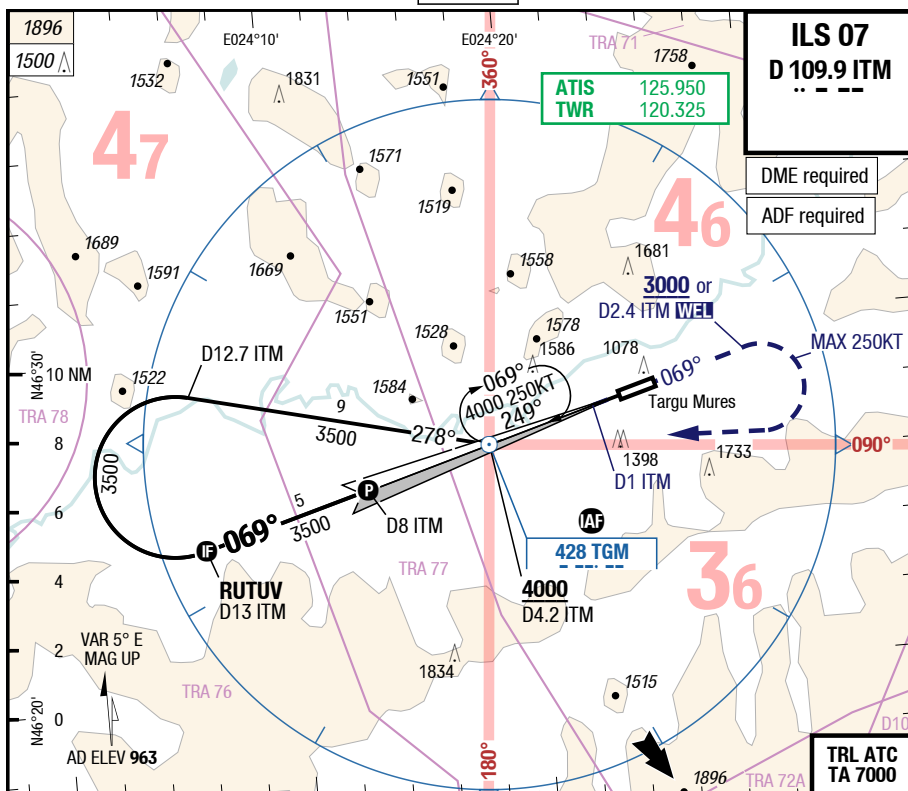 1896
1500
E024°10'
E024°20'
ILS 07
D 109.9 ITM
ATIS 125.950
TWR 120.325
DME required
ADF required
TRA 71
1758
1532
1831
1551
360°
47
46
1571
1519
1689
1591
1669
1551
1558
1681
1528
1578
1586
1078
3000 or
D2.4 ITM WEL
MAX 250KT
D12.7 ITM
N46°30'
10 NM
1522
TRA 78
1584
069°
4000 250KT
249°
069°
Targu Mures
9
3500
278°
8
090°
3500
1398
1733
D1 ITM
P
5
3500
D8 ITM
6
IF
069°
RUTUV
D13 ITM
IAF
428 TGM
4000
D4.2 ITM
36
TRA 77
4
VAR 5° E
MAG UP
2
TRA 76
1834
1515
N46°20'
0
AD ELEV 963
180°
1896
TRA 72A
D10
TRL ATC
TA 7000